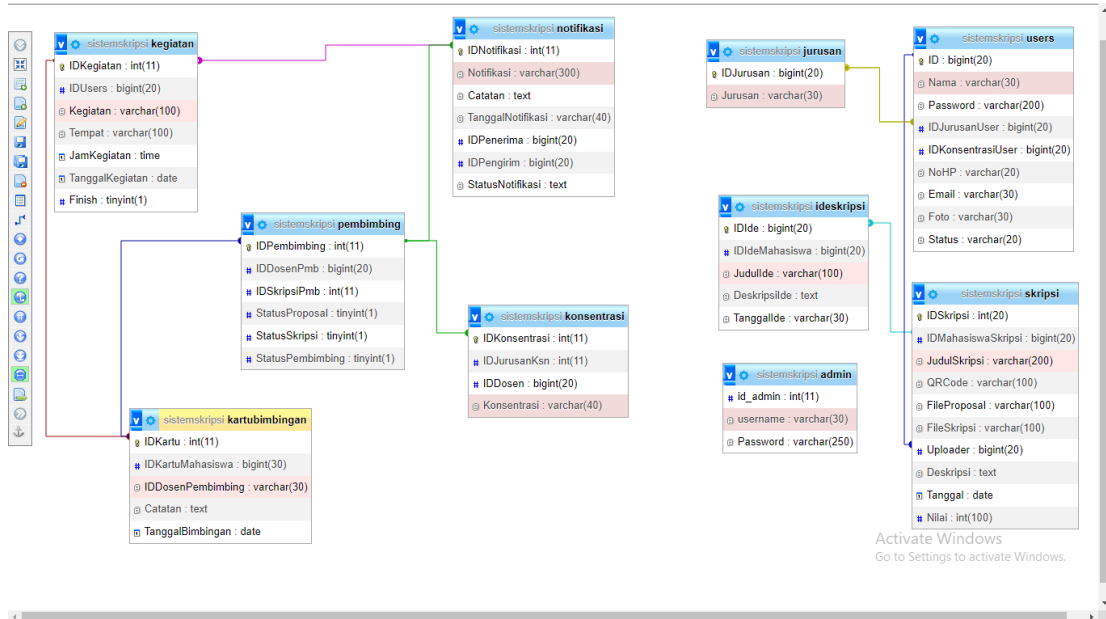 sistemskripsi kegiatan
IDKegiatan : int(11)
IDUsers : bigint(20)
Kegiatan : varchar(100)
Tempat : varchar(100)
JamKegiatan : time
TanggalKegiatan : date
Finish : tinyint(1)
sistemskripsi notifikasi
IDNotifikasi : int(11)
Notifikasi : varchar(300)
Catatan : text
TanggalNotifikasi : varchar(40)
IDPenerima : bigint(20)
IDPengirim : bigint(20)
StatusNotifikasi : text
sistemskripsi jurusan
IDJurusan : bigint(20)
Jurusan : varchar(30)
sistemskripsi users
ID : bigint(20)
Nama : varchar(30)
Password : varchar(200)
IDJurusanUser : bigint(20)
IDKonsentrasiUser : bigint(20)
NoHP : varchar(20)
Email : varchar(30)
Foto : varchar(30)
Status : varchar(20)
sistemskripsi pembimbing
IDPembimbing : int(11)
IDDosenPmb : bigint(20)
IDSkripsiPmb : int(11)
StatusProposal : tinyint(1)
StatusSkripsi : tinyint(1)
StatusPembimbing : tinyint(1)
sistemskripsi ideskripsi
IDIde : bigint(20)
IDIdeMahasiswa : bigint(20)
JudulIde : varchar(100)
DeskripsiIde : text
TanggalIde : varchar(30)
sistemskripsi konsentrasi
IDKonsentrasi : int(11)
IDJurusanKsn : int(11)
IDDosen : bigint(20)
Konsentrasi : varchar(40)
sistemskripsi skripsi
IDSkripsi : int(20)
IDMahasiswaSkripsi : bigint(20)
JudulSkripsi : varchar(200)
QRCode : varchar(100)
FileProposal : varchar(100)
FileSkripsi : varchar(100)
Uploader : bigint(20)
Deskripsi : text
Tanggal : date
Nilai : int(100)
sistemskripsi admin
id_admin : int(11)
username : varchar(30)
Password : varchar(250)
sistemskripsi kartubimbingan
IDKartu : int(11)
IDKartuMahasiswa : bigint(30)
IDDosenPembimbing : varchar(30)
Catatan : text
TanggalBimbingan : date
Activate Windows
Go to Settings to activate Windows.